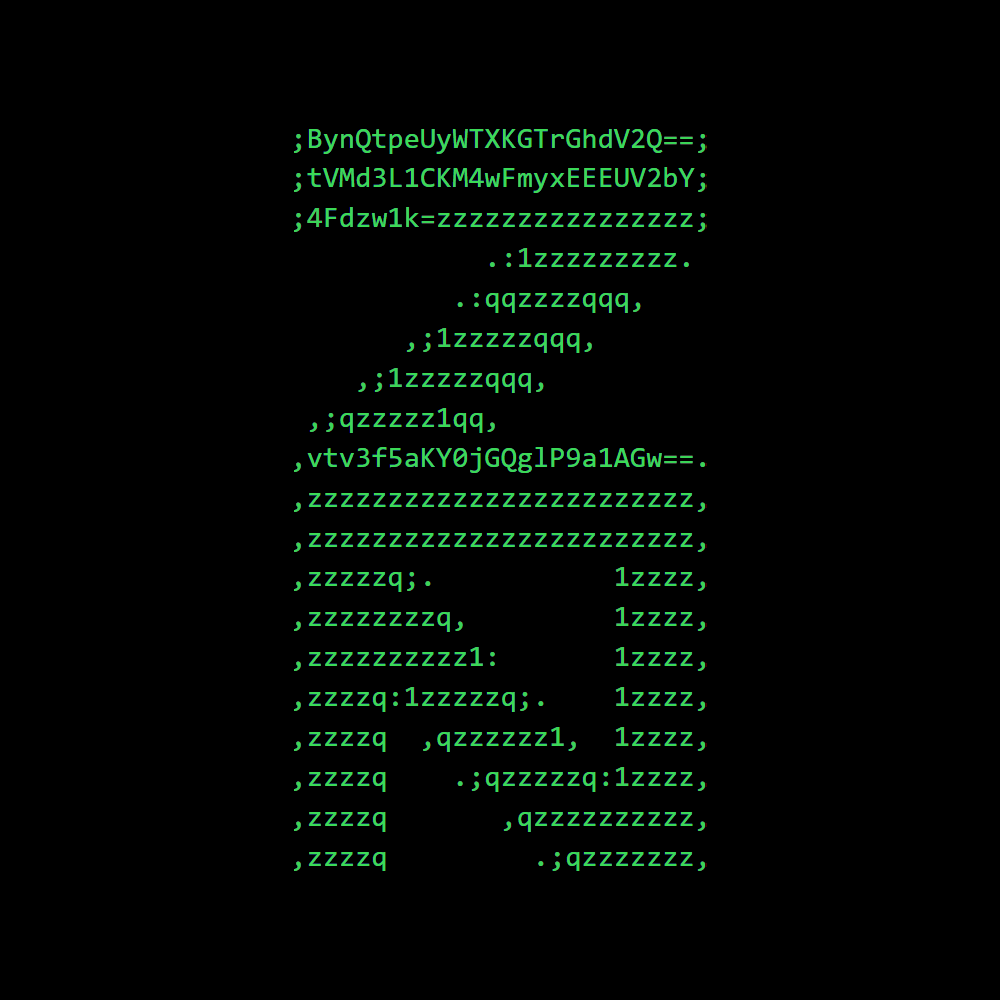 ;BynQtpeUyWTXKGTrGhdV2Q==;
;tVMd3L1CKM4wFmyxEEEUV2bY;
;4Fdzw1k=zzzzzzzzzzzzzzzz;
            .:1zzzzzzzzz.
          .:qqzzzzqqq,
       ,;1zzzzzqqq,
    ,;1zzzzzqqq,
 ,;qzzzzz1qq,
,vtv3f5aKY0jGQglP9a1AGw==.
,zzzzzzzzzzzzzzzzzzzzzzzz,
,zzzzzzzzzzzzzzzzzzzzzzzz,
,zzzzzq;.           1zzzz,
,zzzzzzzzq,         1zzzz,
,zzzzzzzzzz1:       1zzzz,
,zzzzq:1zzzzzq;.    1zzzz,
,zzzzq  ,qzzzzzz1,  1zzzz,
,zzzzq    .;qzzzzzq:1zzzz,
,zzzzq       ,qzzzzzzzzzz,
,zzzzq         .;qzzzzzzz,